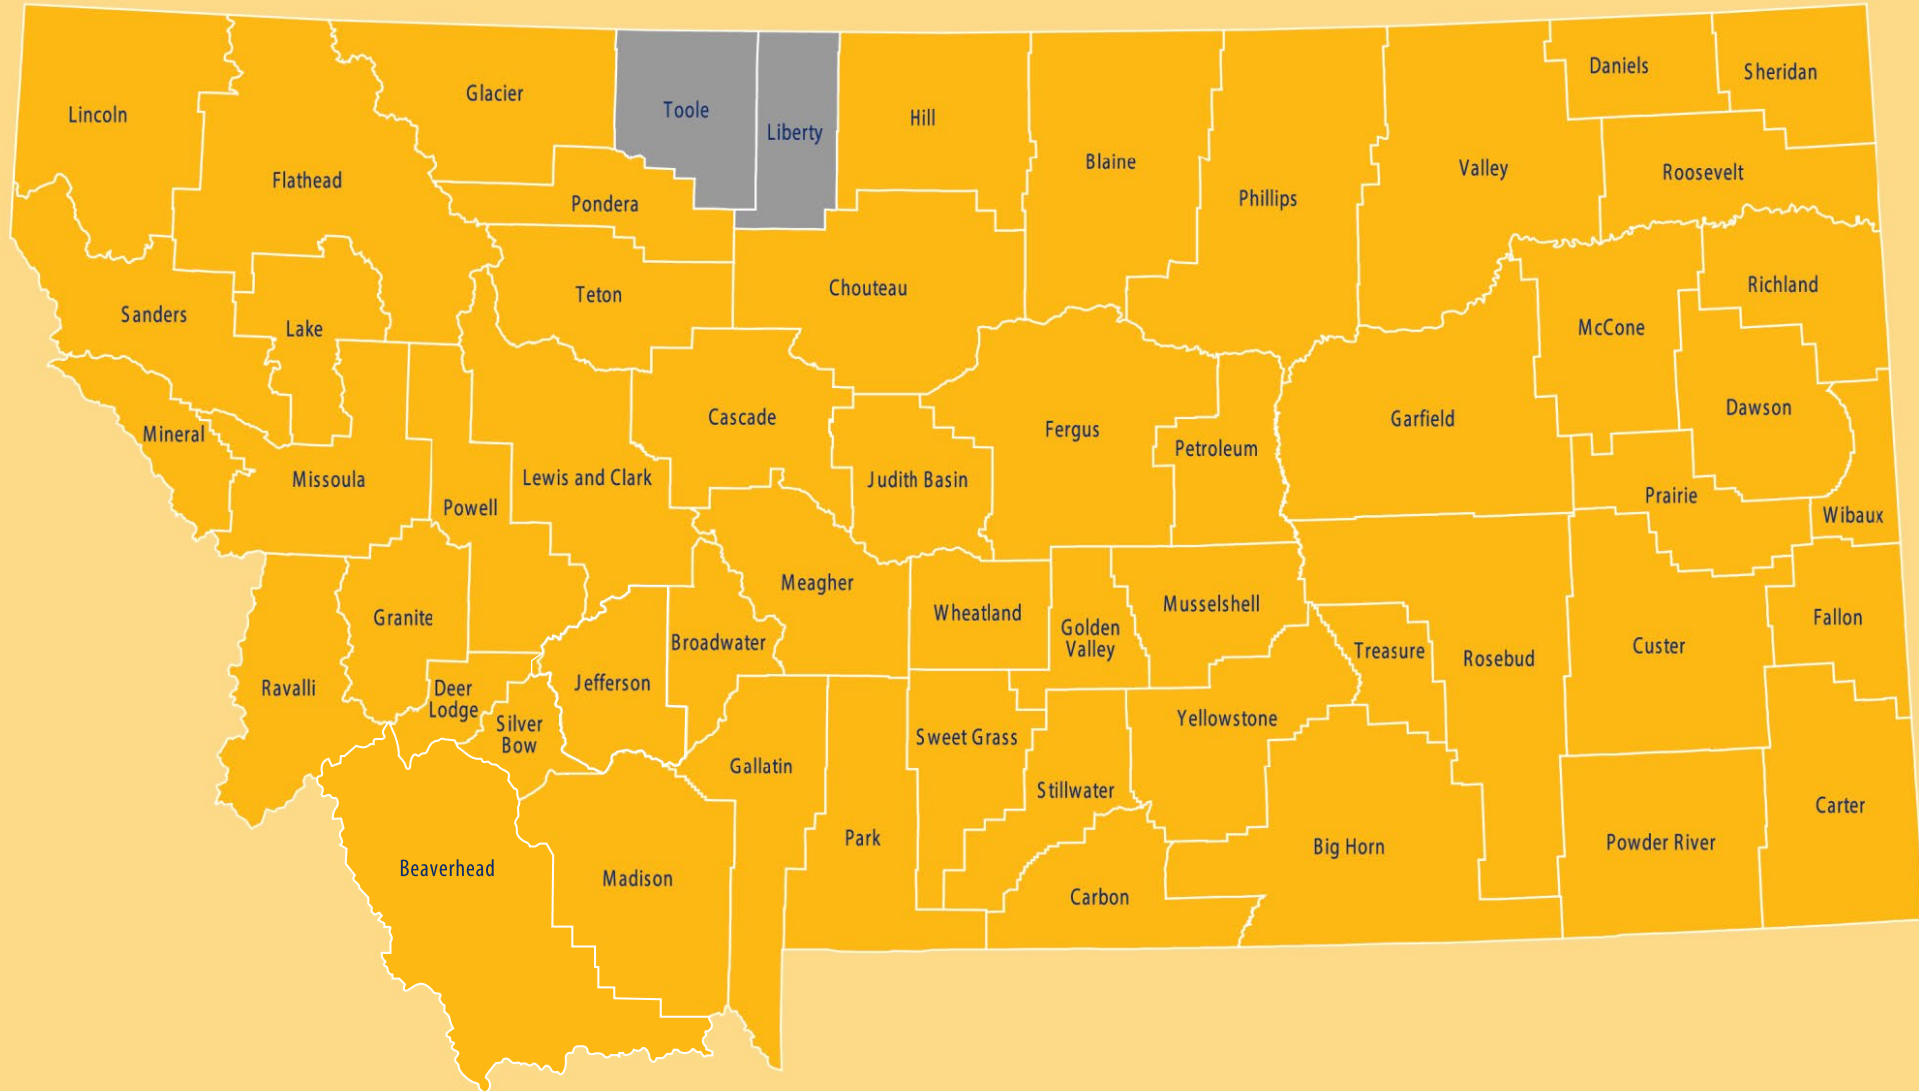 Lincoln
Flathead
Glacier
Toole
Liberty
Hill
Blaine
Phillips
Valley
Daniels
Sheridan
Roosevelt
Pondera
Teton
Chouteau
Sanders
Lake
McCone
Richland
Mineral
Missoula
Powell
Lewis and Clark
Cascade
Judith Basin
Fergus
Petroleum
Garfield
Dawson
Prairie
Wibaux
Granite
Meagher
Wheatland
Golden
Valley
Musselshell
Treasure
Rosebud
Custer
Fallon
Ravalli
Deer
Lodge
Silver
Bow
Jefferson
Broadwater
Gallatin
Park
Sweet Grass
Stillwater
Yellowstone
Big Horn
Powder River
Carter
Beaverhead
Madison
Carbon